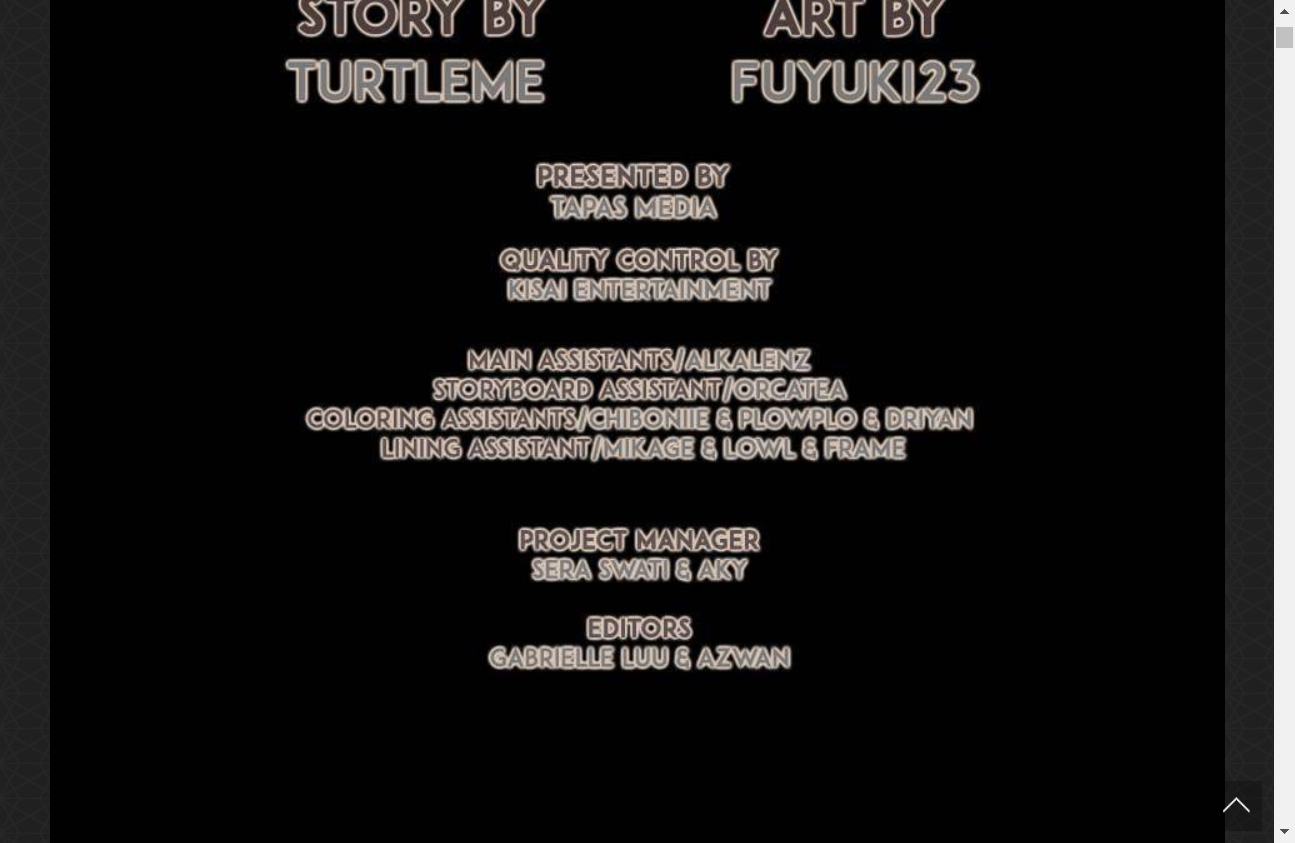 STORY BY
TURTLEME
ART BY
FUYUKI23
PRESENTED BY
TAPAS MEDIA
QUALITY CONTROL BY
KISAI ENTERTAINMENT
MAIN ASSISTANTS/ALKALENZ
STORYBOARD ASSISTANT/ORCATEA
COLORING ASSISTANTS/CHIBONIIE & PLOWPLO & DRIYAN
LINING ASSISTANT/MIKAGE & LOWL & FRAME
PROJECT MANAGER
SERA SWATI & AKY
EDITORS
GABRIELLE LUU & AZWAN